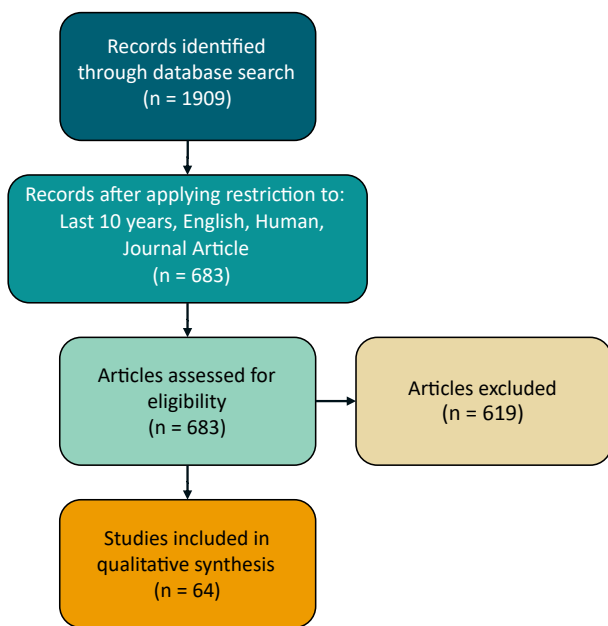 Records identified
through database search
(n = 1909)
Records after applying restriction to:
Last 10 years, English, Human,
Journal Article
(n = 683)
Articles assessed for
eligibility
(n = 683)
Articles excluded
(n = 619)
Studies included in
qualitative synthesis
(n = 64)